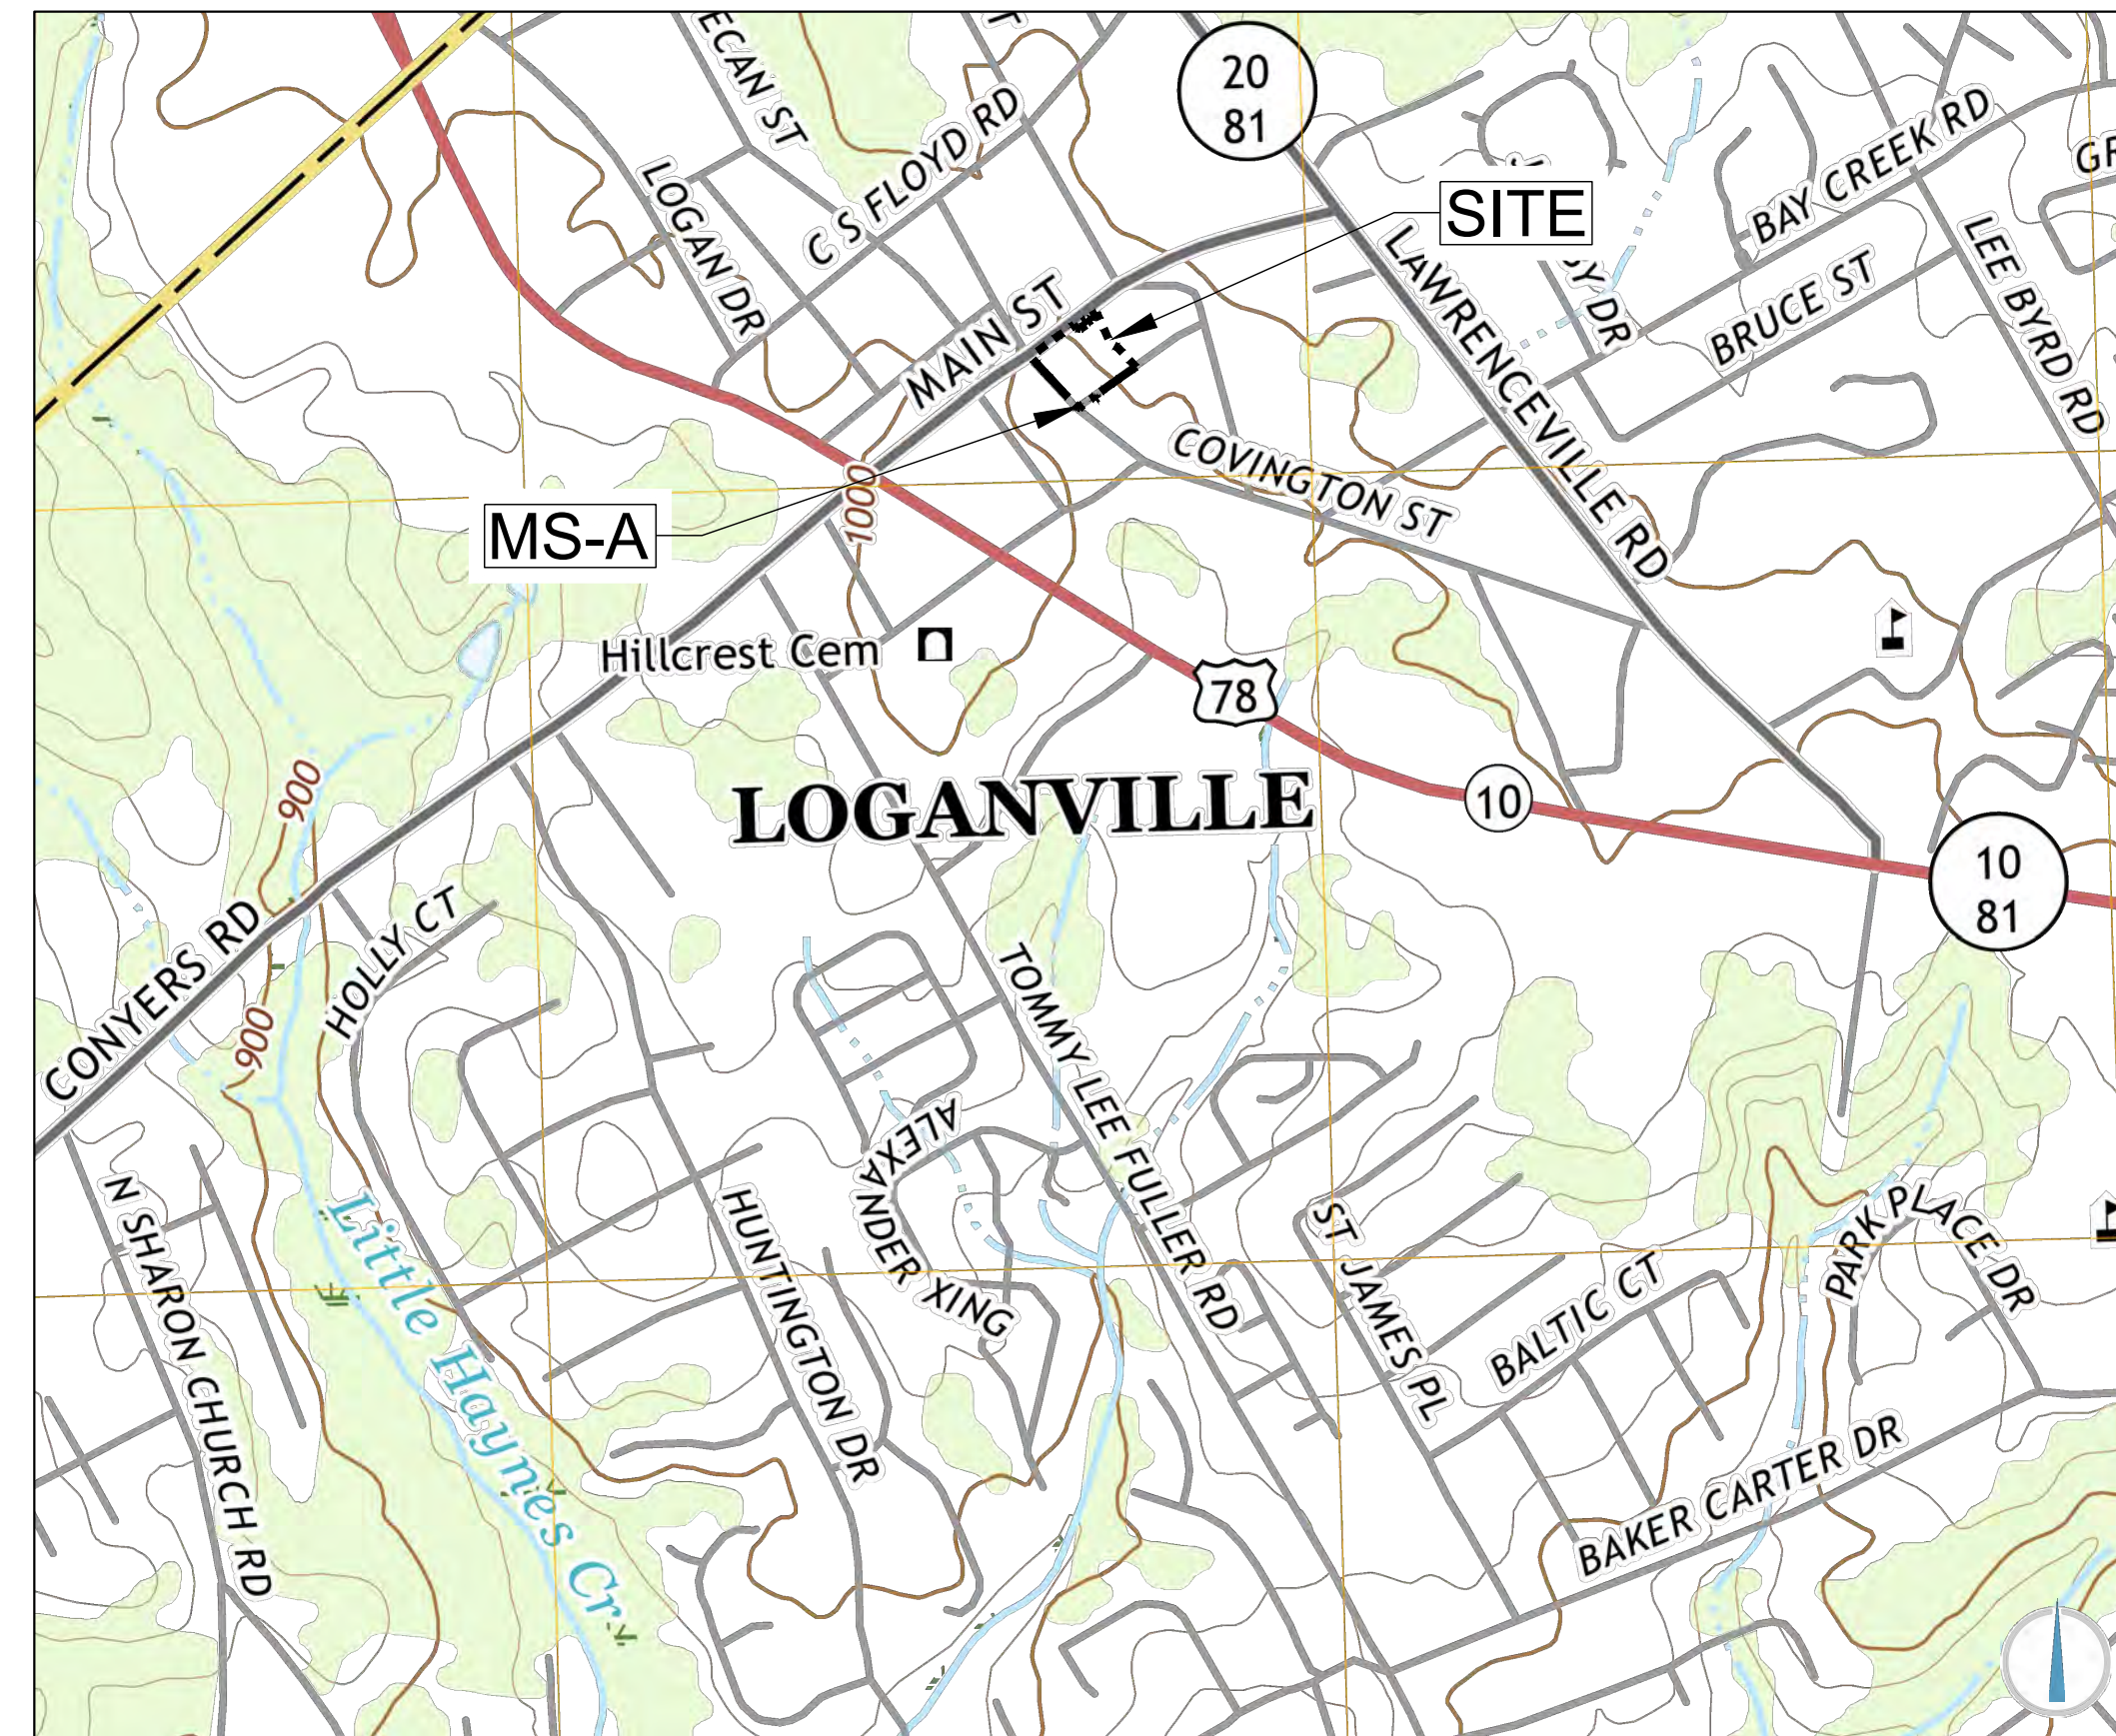 ECAN ST
C S FLOYD RD
20
81
LOGAN DR
MAIN ST
SITE
BAY CREEK RD
BRUCE ST
LEE BYRD RD
LAWRENCEVILLE RD
COVINGTON ST
1000
MS-A
Hillcrest Cem
78
LOGANVILLE
10
10
81
900
900
CONYERS RD
HOLLY CT
TOMMY LEE FULLER RD
ALEXANDER XING
N SHARON CHURCH RD
Little Haynes Cr
HUNTINGTON DR
ST JAMES PL
BALTIC CT
PARK PLACE DR
BAKER CARTER DR